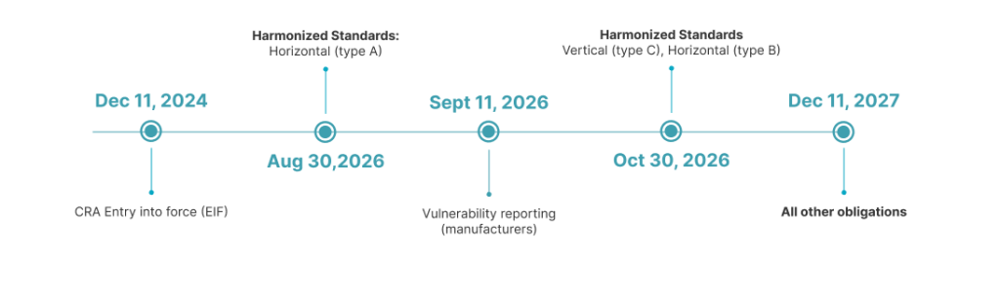 Dec 11, 2024
CRA Entry into force (EIF)
Harmonized Standards:
Horizontal (type A)
Aug 30,2026
Sept 11, 2026
Vulnerability reporting
(manufacturers)
Harmonized Standards
Vertical (type C), Horizontal (type B)
Oct 30, 2026
Dec 11, 2027
All other obligations